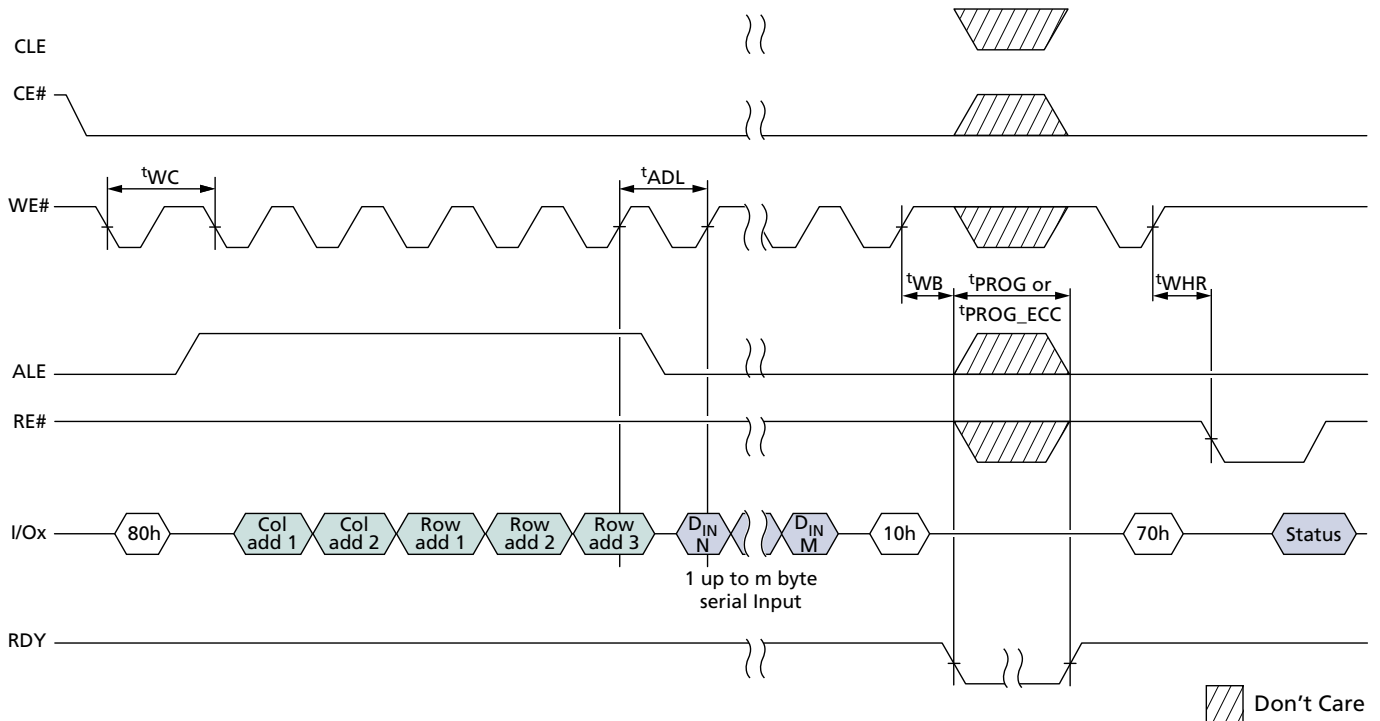 CLE
CE#
tWC
tADL
WE#
tWB
tPROG or
tPROG_ECC
tWHR
ALE
RE#
I/Ox
80h
Col
add 1
Col
add 2
Row
add 1
Row
add 2
Row
add 3
DIN
N
DIN
M
10h
70h
Status
1 up to m byte
serial Input
RDY
Don't Care